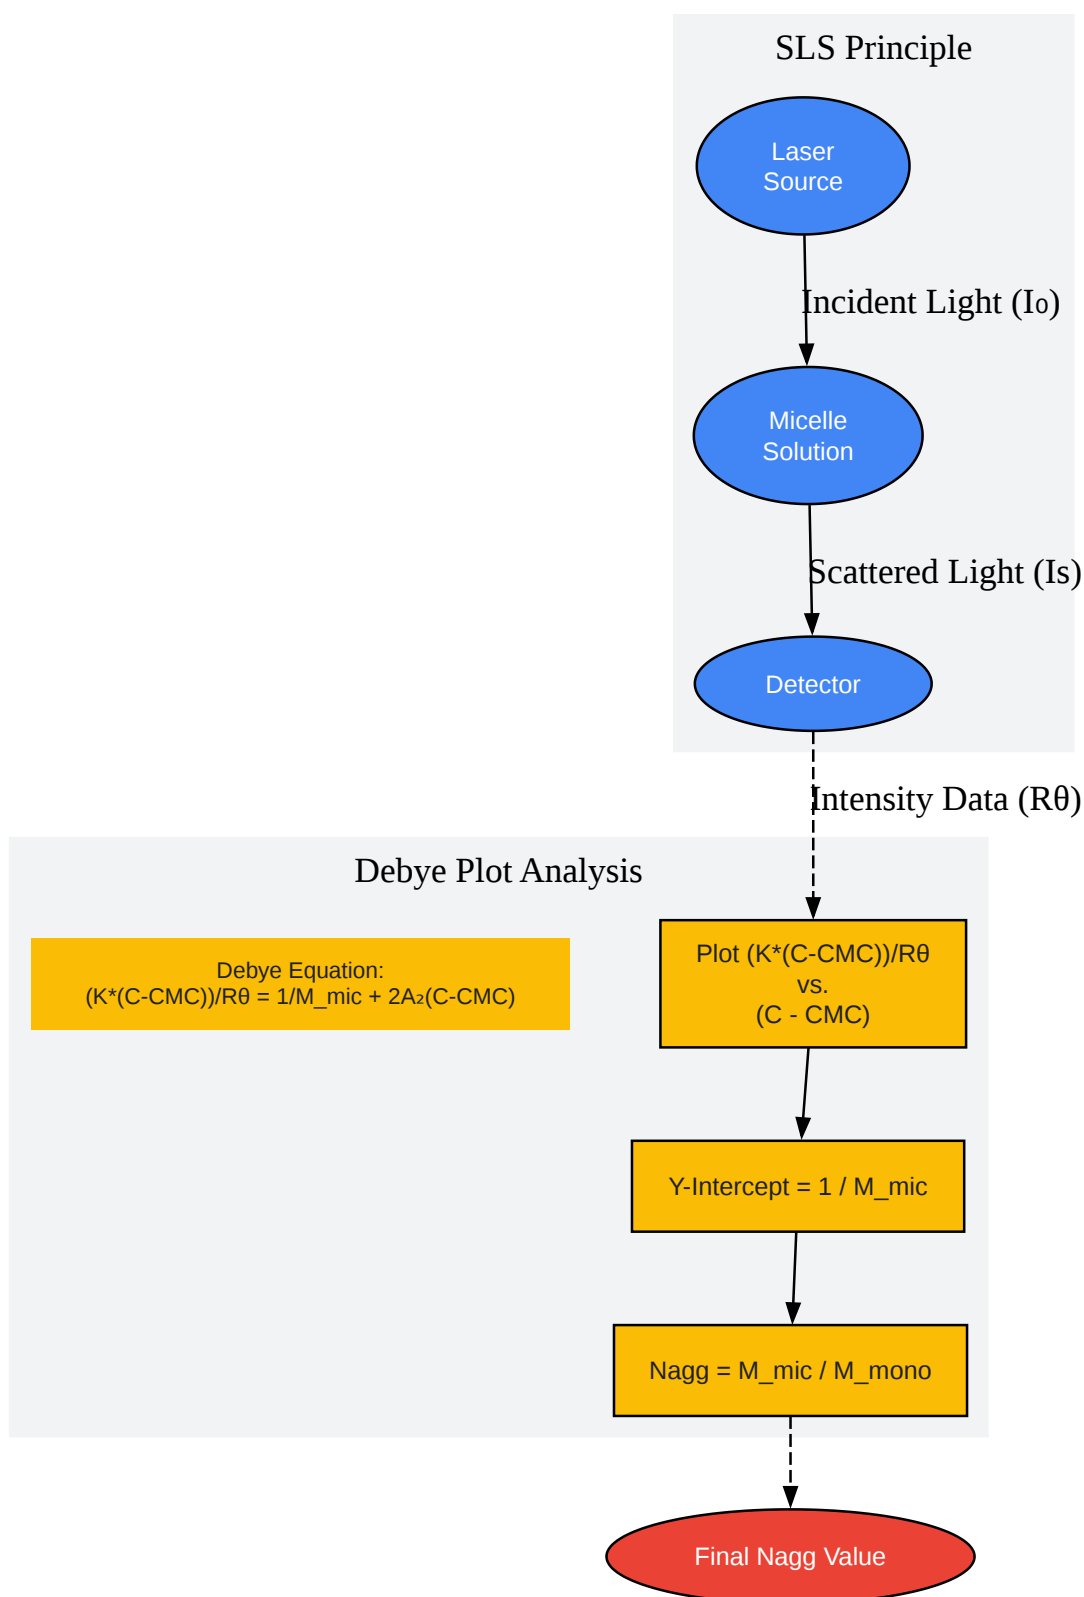 SLS Principle
Laser
Source
Incident Light (I₀)
Micelle
Solution
Scattered Light (Is)
Detector
Intensity Data (Rθ)
Debye Plot Analysis
Debye Equation:
(K*(C-CMC))/Rθ = 1/M_mic + 2A₂(C-CMC)
Plot (K*(C-CMC))/Rθ
vs.
(C - CMC)
Y-Intercept = 1 / M_mic
Nagg = M_mic / M_mono
Final Nagg Value